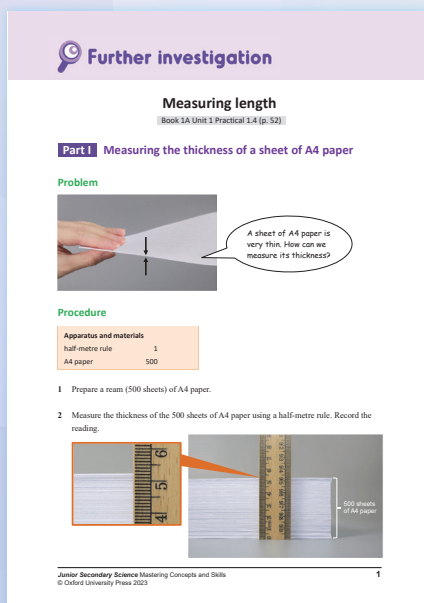 Further investigation
Measuring length
Book 1A Unit 1 Practical 1.4 (p. 52)
Part I Measuring the thickness of a sheet of A4 paper
Problem
A sheet of A4 paper is
very thin. How can we
measure its thickness?
Procedure
Apparatus and materials
half-metre rule 1
A4 paper 500
1 Prepare a ream (500 sheets) of A4 paper.
2 Measure the thickness of the 500 sheets of A4 paper using a half-metre rule. Record the
reading.
6
5
4
500 sheets
of A4 paper
Junior Secondary Science Mastering Concepts and Skills
© Oxford University Press 2023
1